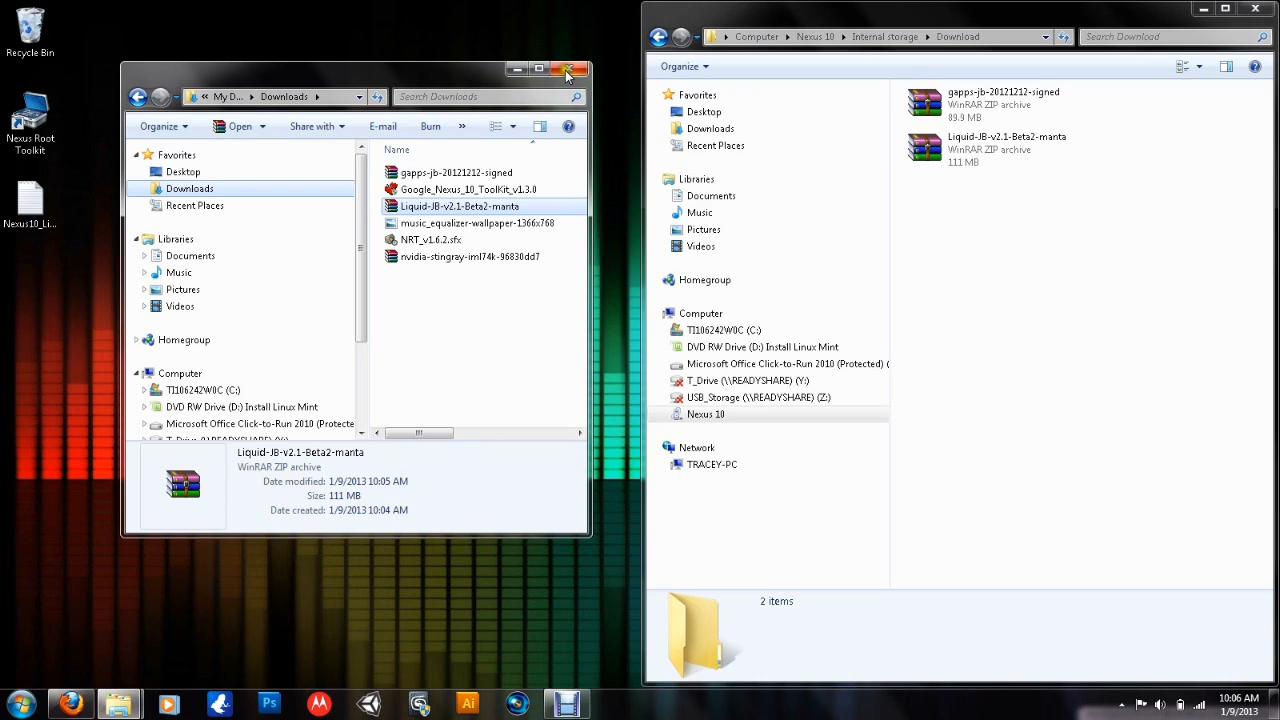 Recycle Bin
Nexus Root
Toolkit
Nexus10_Li...
« My D...
Downloads
Search Downloads
Organize
Open
Share with
E-mail
Burn
»
Favorites
Desktop
Downloads
Recent Places
Libraries
Documents
Music
Pictures
Videos
Homegroup
Computer
TI106242W0C (C:)
DVD RW Drive (D:) Install Linux Mint
Microsoft Office Click-to-Run 2010 (Protecte
T_Drive (\\READYSHARE) (Y:)
Name
gapps-jb-20121212-signed
Google_Nexus_10_ToolKit_v1.3.0
Liquid-JB-v2.1-Beta2-manta
music_equalizer-wallpaper-1366x768
NRT_v1.6.2.sfx
nvidia-stingray-iml74k-96830dd7
Liquid-JB-v2.1-Beta2-manta
WinRAR ZIP archive
Date modified: 1/9/2013 10:05 AM
Size: 111 MB
Date created: 1/9/2013 10:04 AM
Computer
Nexus 10
Internal storage
Download
Search Download
Organize
Favorites
Desktop
Downloads
Recent Places
Libraries
Documents
Music
Pictures
Videos
Homegroup
Computer
TI106242W0C (C:)
DVD RW Drive (D:) Install Linux Mint
Microsoft Office Click-to-Run 2010 (Protected) (
T_Drive (\\READYSHARE) (Y:)
USB_Storage (\\READYSHARE) (Z:)
Nexus 10
Network
TRACEY-PC
gapps-jb-20121212-signed
WinRAR ZIP archive
89.9 MB
Liquid-JB-v2.1-Beta2-manta
WinRAR ZIP archive
111 MB
2 items
Ps
Ai
10:06 AM
1/9/2013